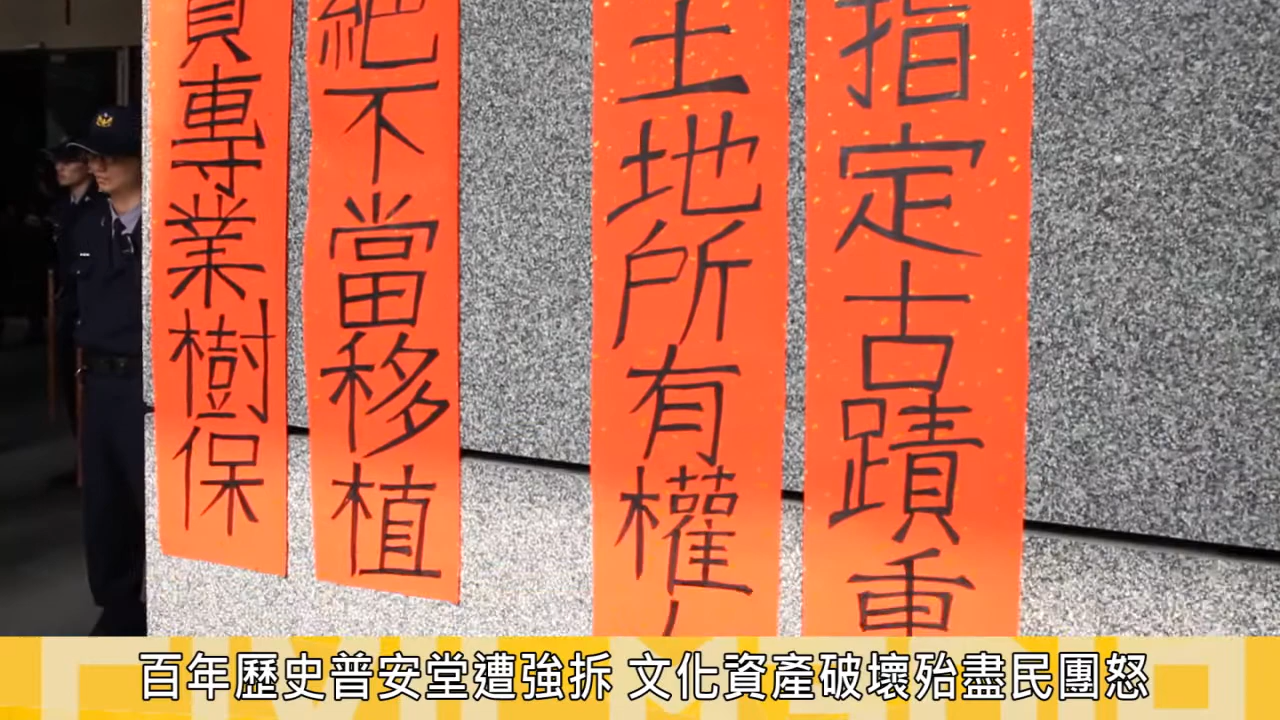 指定古蹟重
土地所有權
絕不當移植
專業樹保
百年歷史普安堂遭強拆 文化資產破壞殆盡民團怒